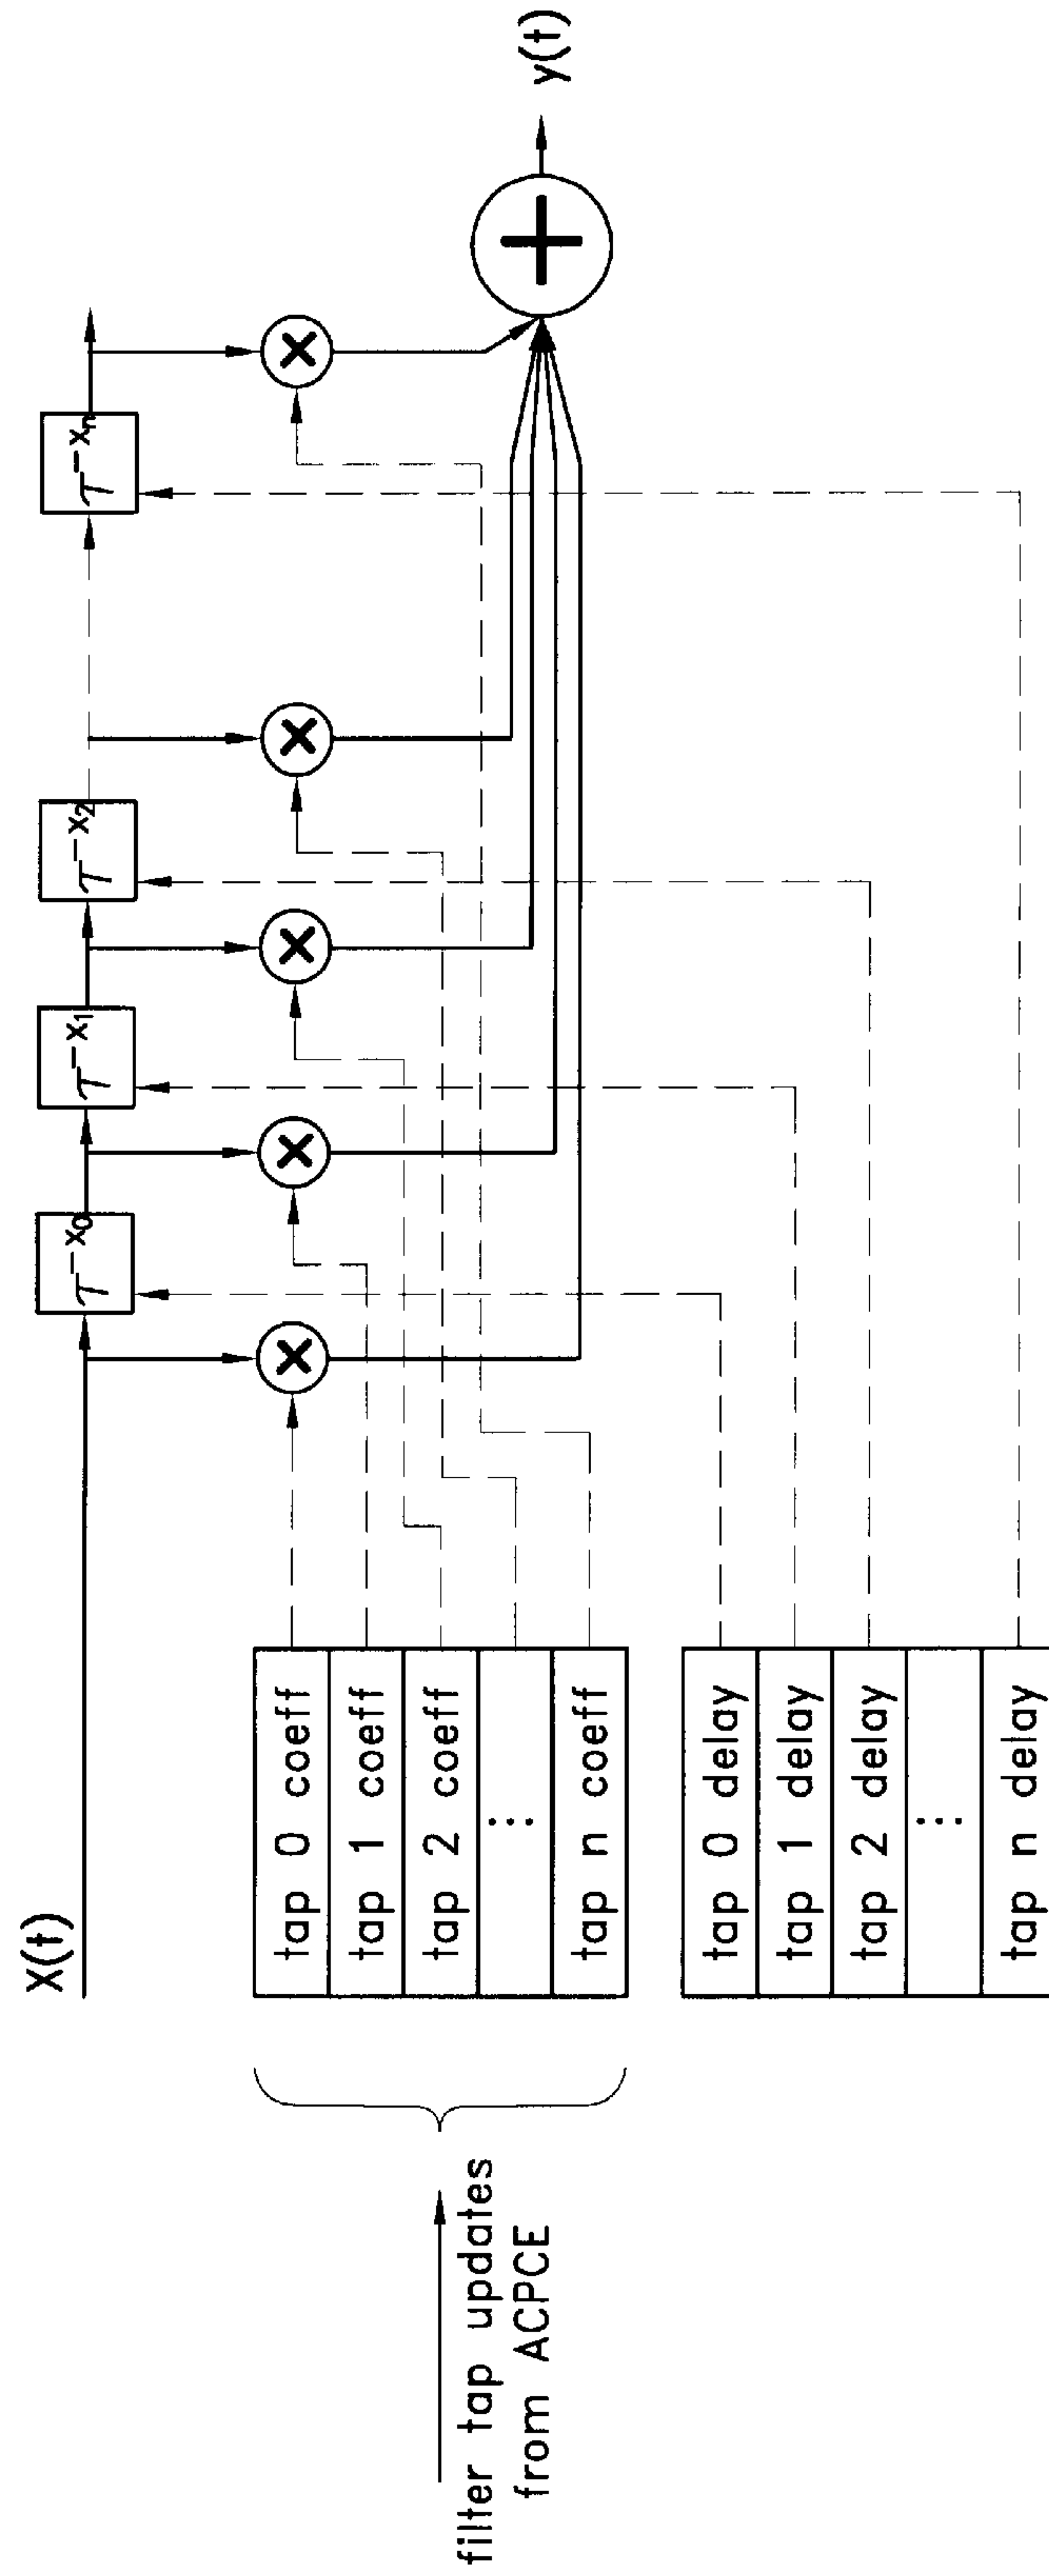 X(t)
τ^-x0
τ^-x1
τ^-x2
τ^-xn
×
×
×
×
×
+
y(t)
filter tap updates
from ACPCE
tap 0 coeff
tap 1 coeff
tap 2 coeff
...
tap n coeff
tap 0 delay
tap 1 delay
tap 2 delay
...
tap n delay